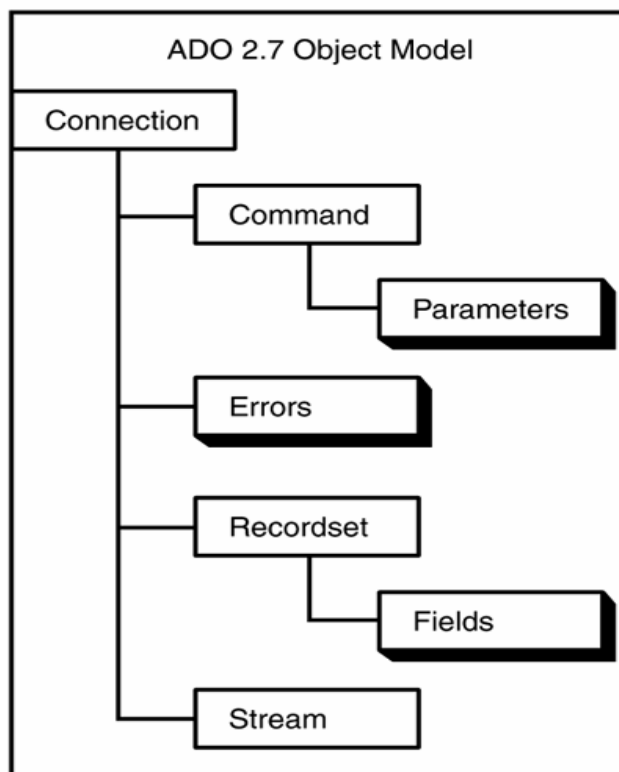 ADO 2.7 Object Model
Connection
Command
Parameters
Errors
Recordset
Fields
Stream